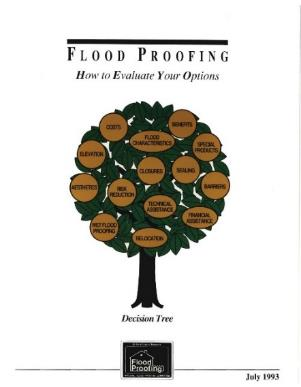 FLOOD PROOFING
How to Evaluate Your Options
COSTS
BENEFITS
FLOOD
CHARACTERISTICS
SPECIAL
PRODUCTS
ELEVATION
CLOSURES
SEALING
AESTHETICS
RISK
REDUCTION
BARRIERS
TECHNICAL
ASSISTANCE
FINANCIAL
ASSISTANCE
WET FLOOD
PROOFING
RELOCATION
Decision Tree
Flood
Proofing
July 1993